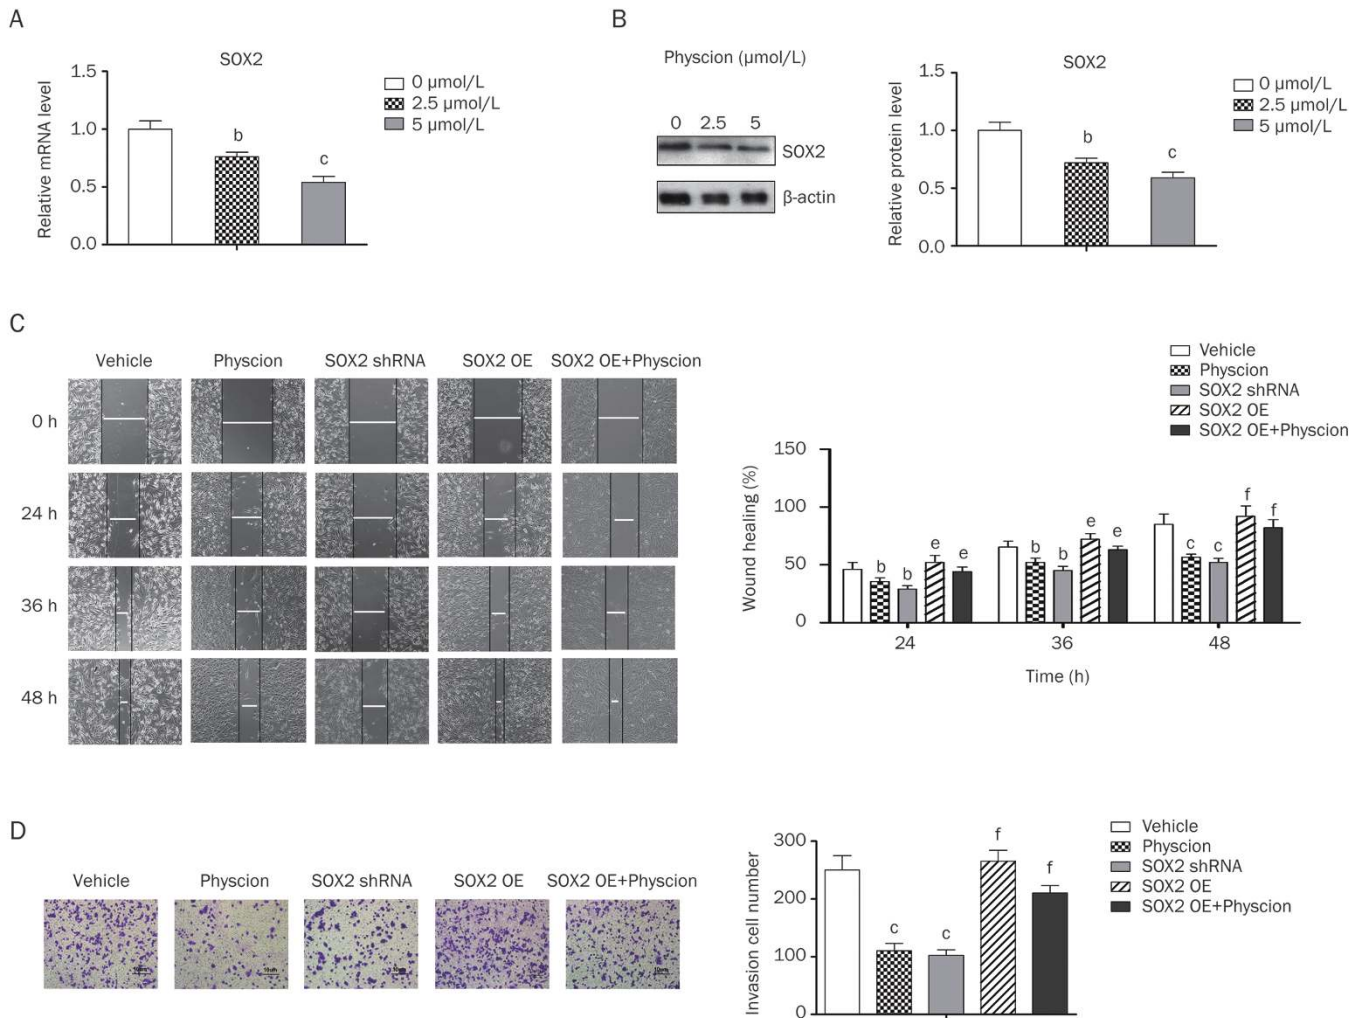 A
SOX2
Relative mRNA level
1.5
1.0
0.5
0.0
b
c
0 µmol/L
2.5 µmol/L
5 µmol/L
B
Physcion (µmol/L)
0 2.5 5
SOX2
β-actin
SOX2
Relative protein level
1.5
1.0
0.5
0.0
b
c
0 µmol/L
2.5 µmol/L
5 µmol/L
C
Vehicle Physcion SOX2 shRNA SOX2 OE SOX2 OE+Physcion
0 h
24 h
36 h
48 h
Vehicle
Physcion
SOX2 shRNA
SOX2 OE
SOX2 OE+Physcion
Wound healing (%)
150
100
50
0
b b e e
b b e e
c c f f
24 36 48
Time (h)
D
Vehicle Physcion SOX2 shRNA SOX2 OE SOX2 OE+Physcion
Invasion cell number
300
200
100
0
c c f f
Vehicle
Physcion
SOX2 shRNA
SOX2 OE
SOX2 OE+Physcion